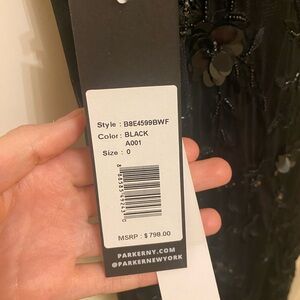 Style : B8E4599BWF
Color : BLACK
A001
Size : 0
MSRP : $798.00
PARKERNY.COM
@PARKERNEWYORK